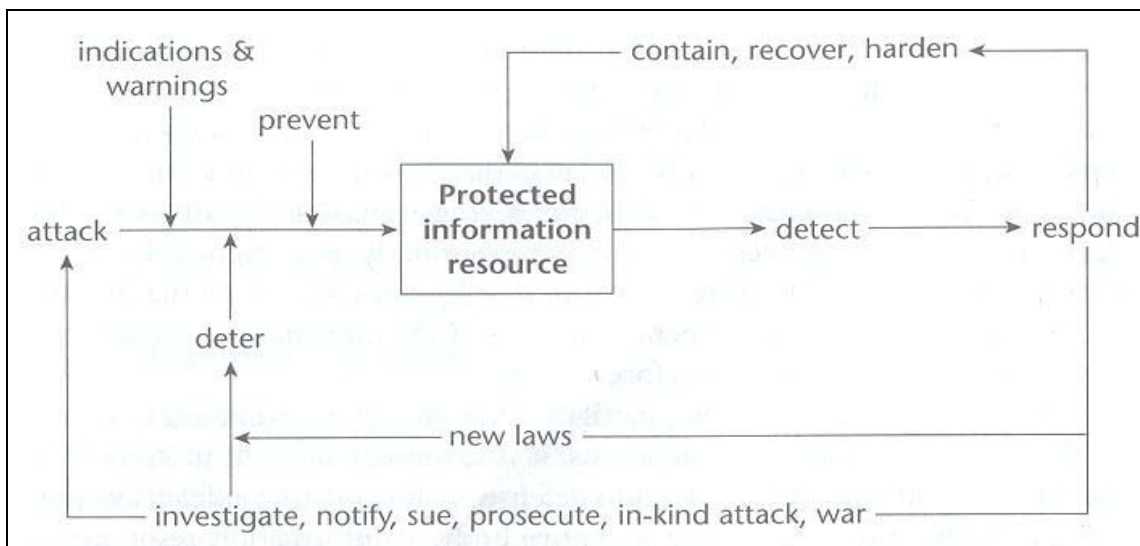 indications &
warnings
contain, recover, harden
prevent
attack
Protected
information
resource
detect
respond
deter
new laws
investigate, notify, sue, prosecute, in-kind attack, war